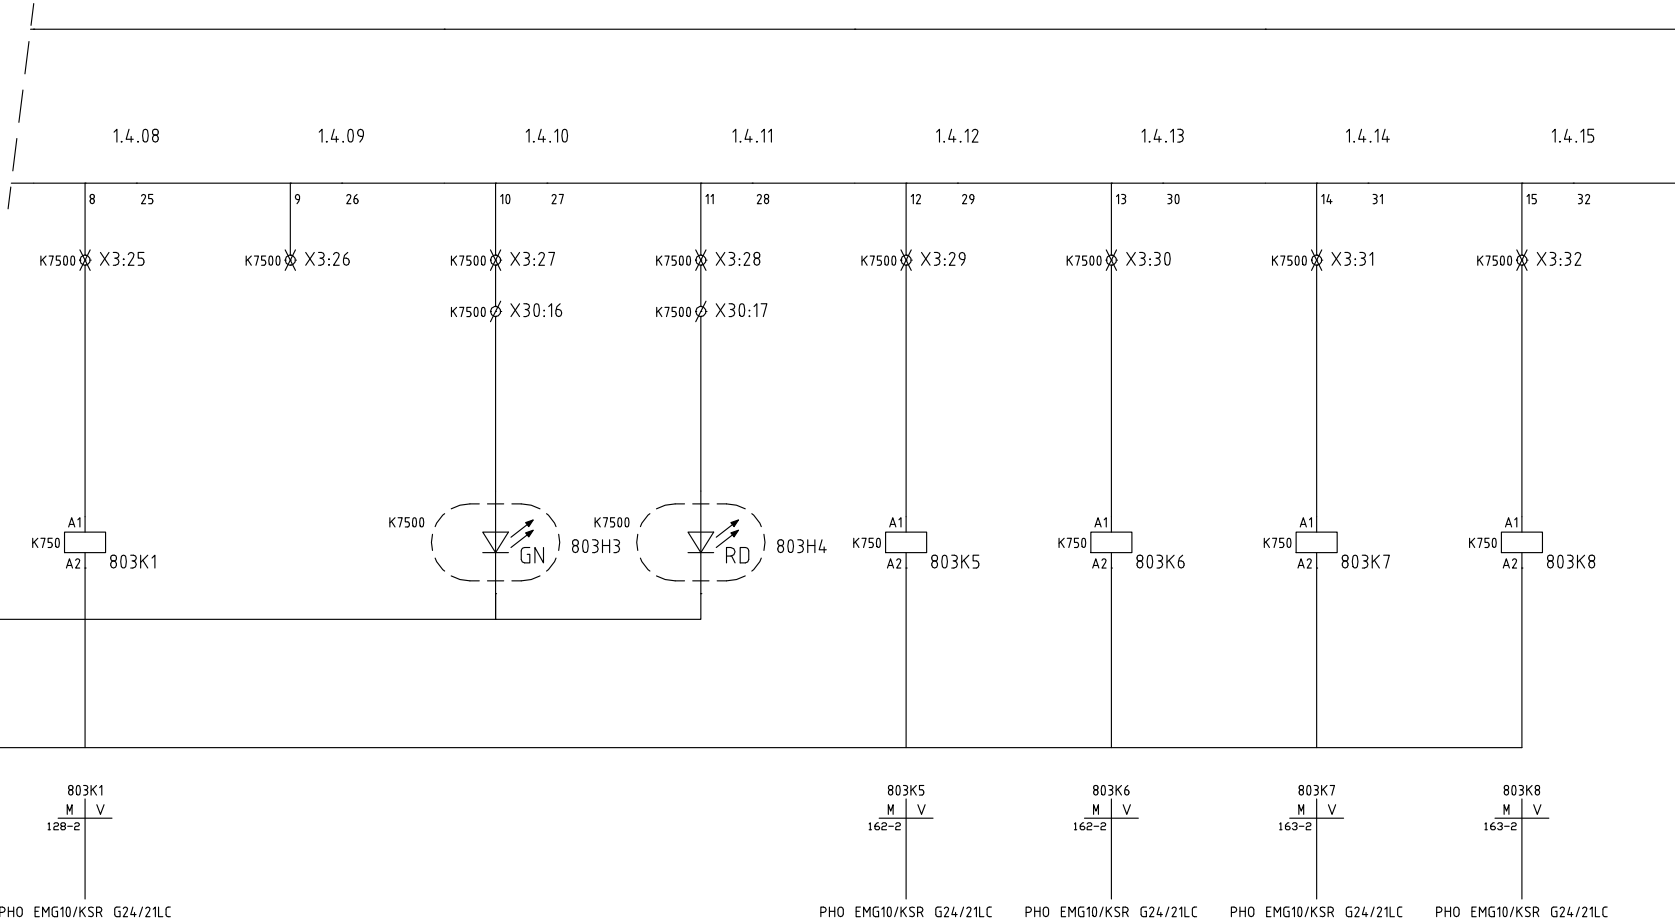 1.4.08 1.4.09 1.4.10 1.4.11 1.4.12 1.4.13 1.4.14 1.4.15
8 25 9 26 10 27 11 28 12 29 13 30 14 31 15 32
K7500 X3:25 K7500 X3:26 K7500 X3:27 K7500 X3:28 K7500 X3:29 K7500 X3:30 K7500 X3:31 K7500 X3:32
K7500 X30:16 K7500 X30:17
A1 K7500 K7500 A1 A1 A1 A1
K750 803H3 803H4 K750 K750 K750 K750
GN RD
A2 803K1 A2 803K5 A2 803K6 A2 803K7 A2 803K8
803K1 803K5 803K6 803K7 803K8
M V M V M V M V M V
128-2 162-2 162-2 163-2 163-2
PHO EMG10/KSR G24/21LC PHO EMG10/KSR G24/21LC PHO EMG10/KSR G24/21LC PHO EMG10/KSR G24/21LC PHO EMG10/KSR G24/21LC